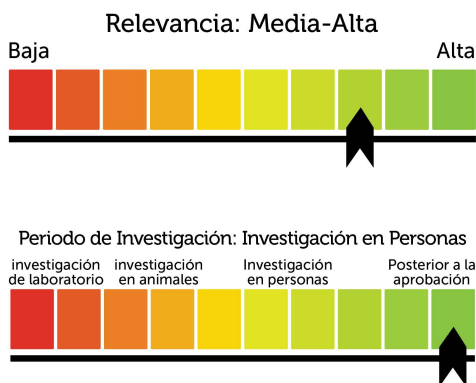 Relevancia: Media-Alta
Baja Alta
Periodo de Investigación: Investigación en Personas
investigación investigación Investigación Posterior a la
de laboratorio en animales en personas aprobación